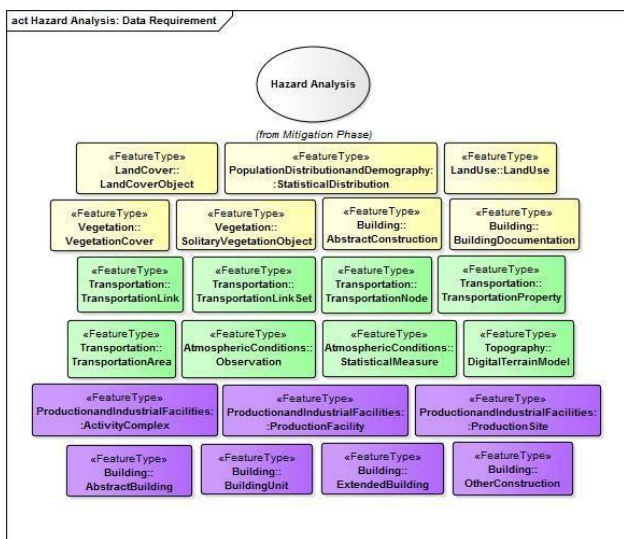 act Hazard Analysis: Data Requirement
Hazard Analysis
(from Mitigation Phase)
«FeatureType»
LandCover::
LandCoverObject
«FeatureType»
PopulationDistributionandDemography:
:StatisticalDistribution
«FeatureType»
LandUse::LandUse
«FeatureType»
Vegetation::
VegetationCover
«FeatureType»
Vegetation::
SolitaryVegetationObject
«FeatureType»
Building::
AbstractConstruction
«FeatureType»
Building::
BuildingDocumentation
«FeatureType»
Transportation::
TransportationLink
«FeatureType»
Transportation::
TransportationLinkSet
«FeatureType»
Transportation::
TransportationNode
«FeatureType»
Transportation::
TransportationProperty
«FeatureType»
Transportation::
TransportationArea
«FeatureType»
AtmosphericConditions::
Observation
«FeatureType»
AtmosphericConditions::
StatisticalMeasure
«FeatureType»
Topography::
DigitalTerrainModel
«FeatureType»
ProductionandIndustrialFacilities:
:ActivityComplex
«FeatureType»
ProductionandIndustrialFacilities:
:ProductionFacility
«FeatureType»
ProductionandIndustrialFacilities:
:ProductionSite
«FeatureType»
Building::
AbstractBuilding
«FeatureType»
Building::
BuildingUnit
«FeatureType»
Building::
ExtendedBuilding
«FeatureType»
Building::
OtherConstruction